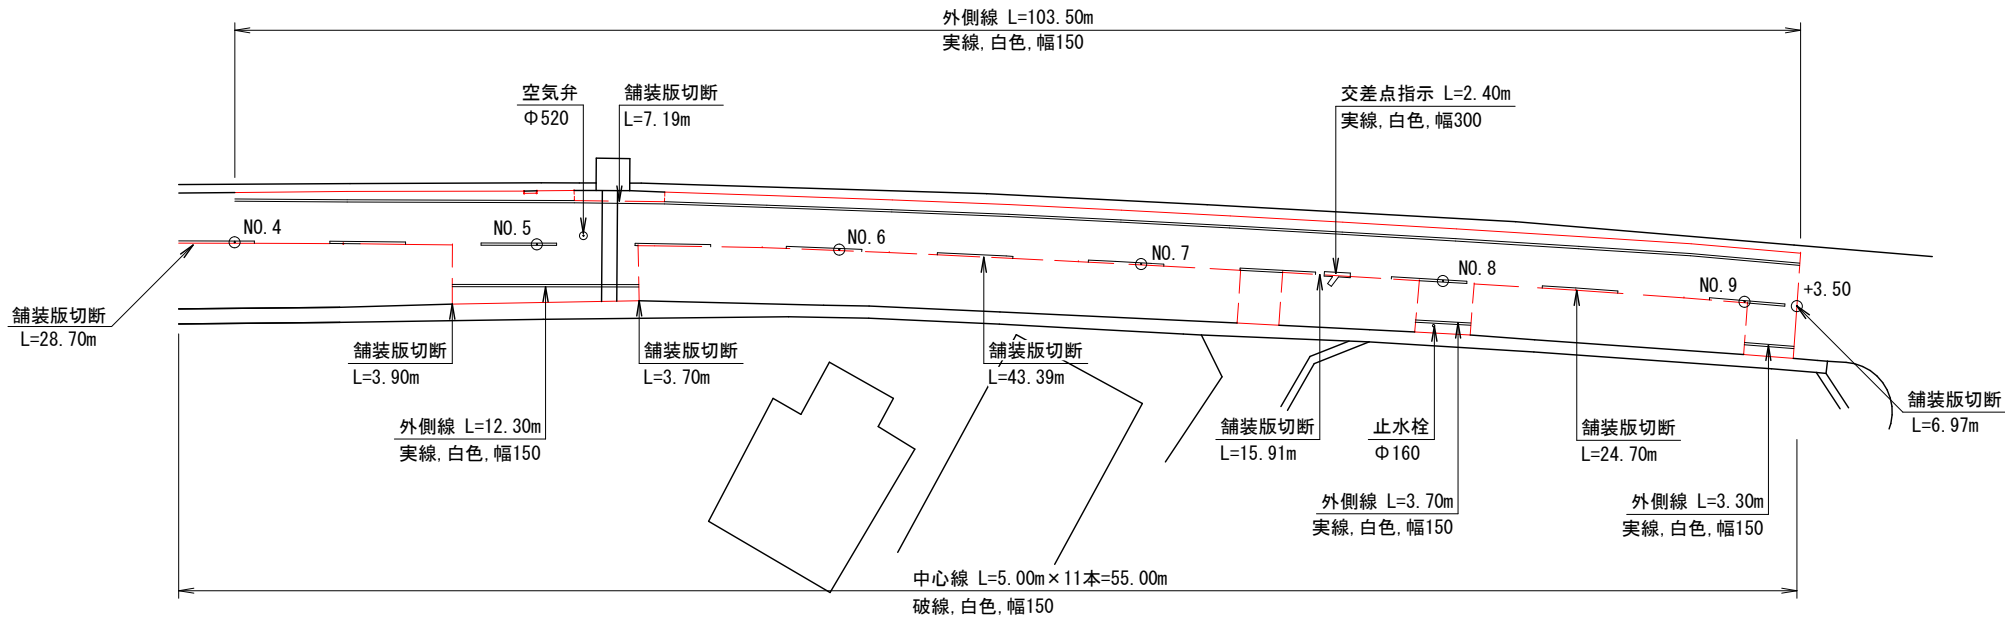 外側線 L=103.50m
実線,白色,幅150
空気弁
Φ520
舗装版切断
L=7.19m
交差点指示 L=2.40m
実線,白色,幅300
NO.4
NO.5
NO.6
NO.7
NO.8
NO.9
+3.50
舗装版切断
L=28.70m
舗装版切断
L=3.90m
舗装版切断
L=3.70m
舗装版切断
L=43.39m
外側線 L=12.30m
実線,白色,幅150
舗装版切断
L=15.91m
止水栓
Φ160
舗装版切断
L=24.70m
舗装版切断
L=6.97m
外側線 L=3.70m
実線,白色,幅150
外側線 L=3.30m
実線,白色,幅150
中心線 L=5.00m×11本=55.00m
破線,白色,幅150